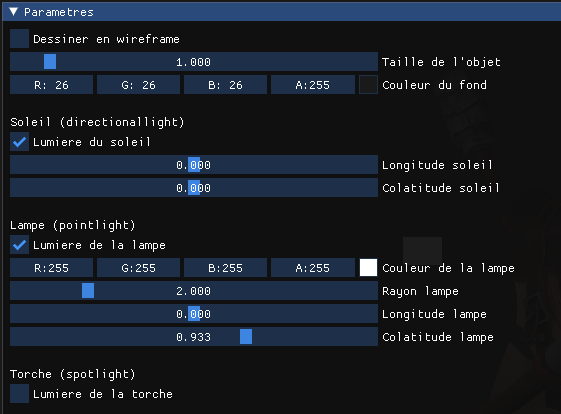 Parametres
Dessiner en wireframe
1.000 Taille de l'objet
R: 26 G: 26 B: 26 A:255 Couleur du fond
Soleil (directionallight)
Lumiere du soleil
0.000 Longitude soleil
0.000 Colatitude soleil
Lampe (pointlight)
Lumiere de la lampe
R:255 G:255 B:255 A:255 Couleur de la lampe
2.000 Rayon lampe
0.000 Longitude lampe
0.933 Colatitude lampe
Torche (spotlight)
Lumiere de la torche